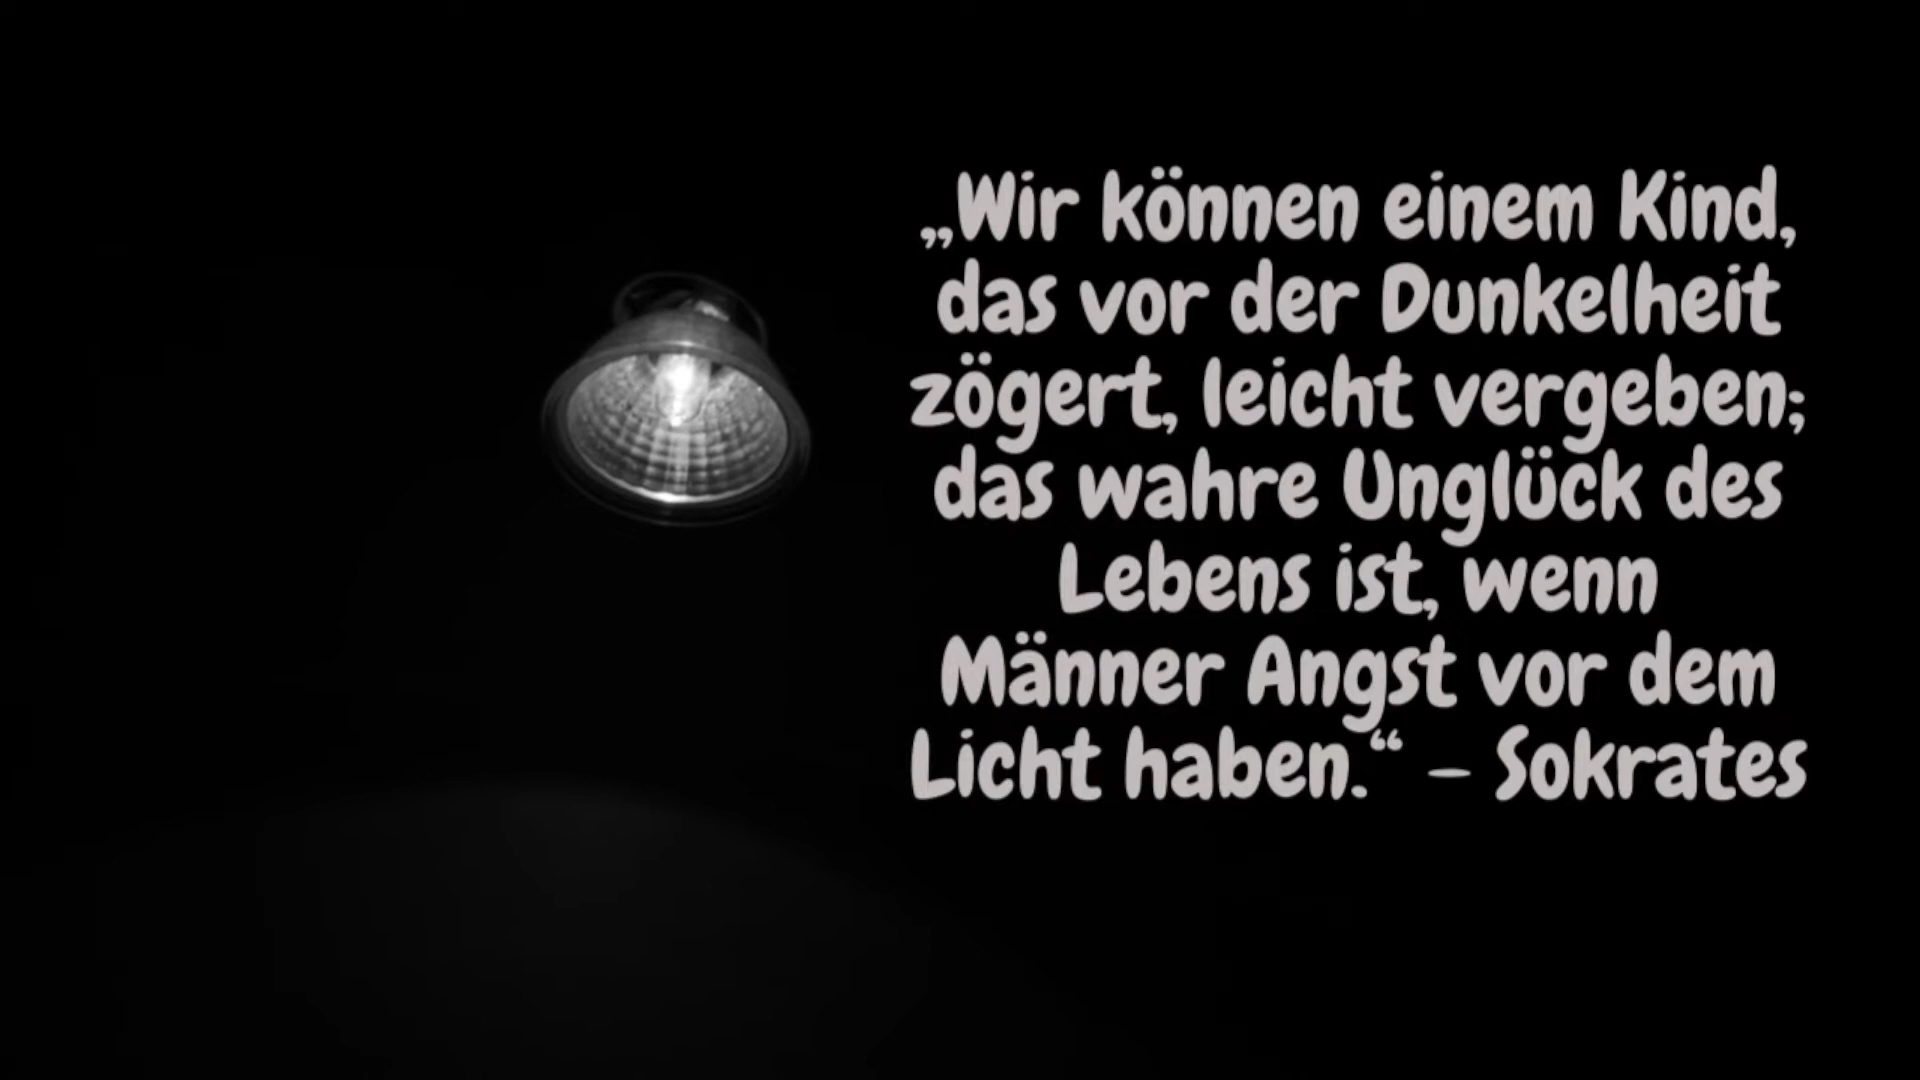 „Wir können einem Kind,
das vor der Dunkelheit
zögert, leicht vergeben;
das wahre Unglück des
Lebens ist, wenn
Männer Angst vor dem
Licht haben.“ – Sokrates